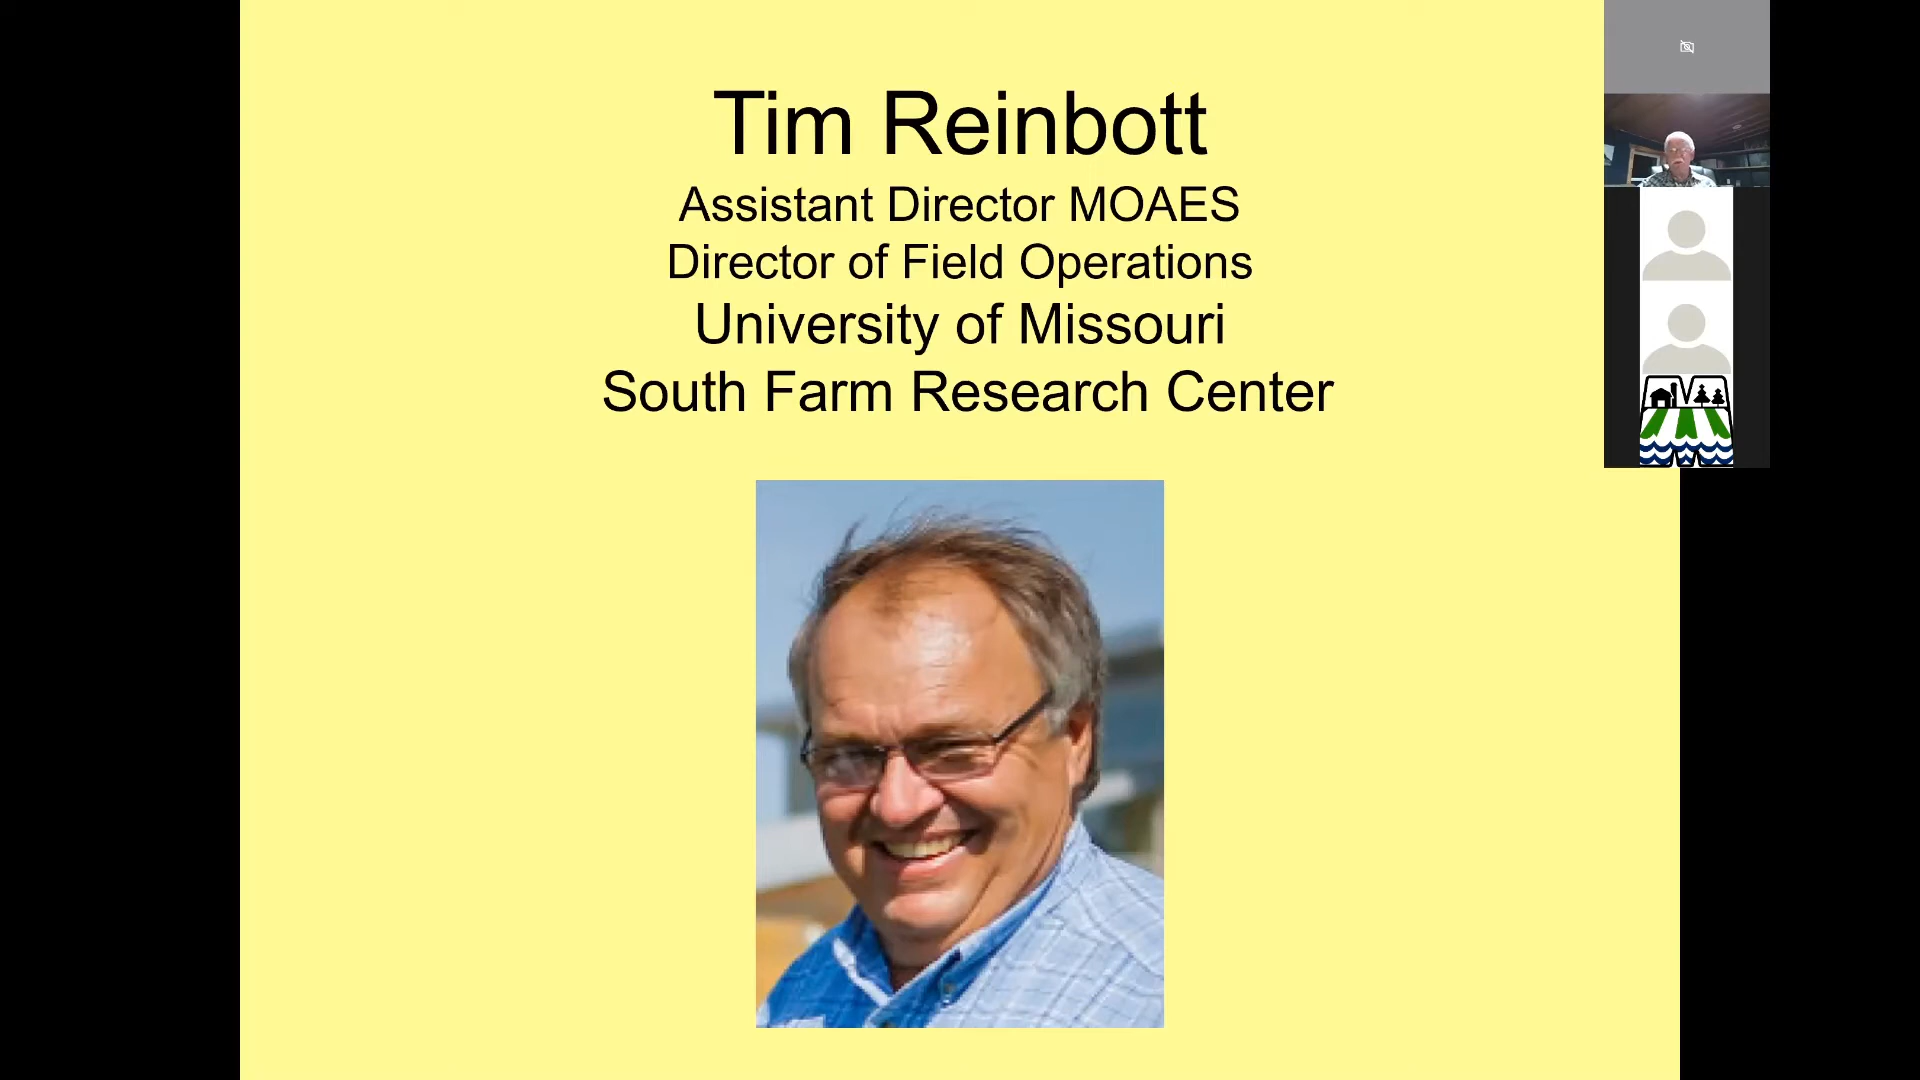 Tim Reinbott
Assistant Director MOAES
Director of Field Operations
University of Missouri
South Farm Research Center